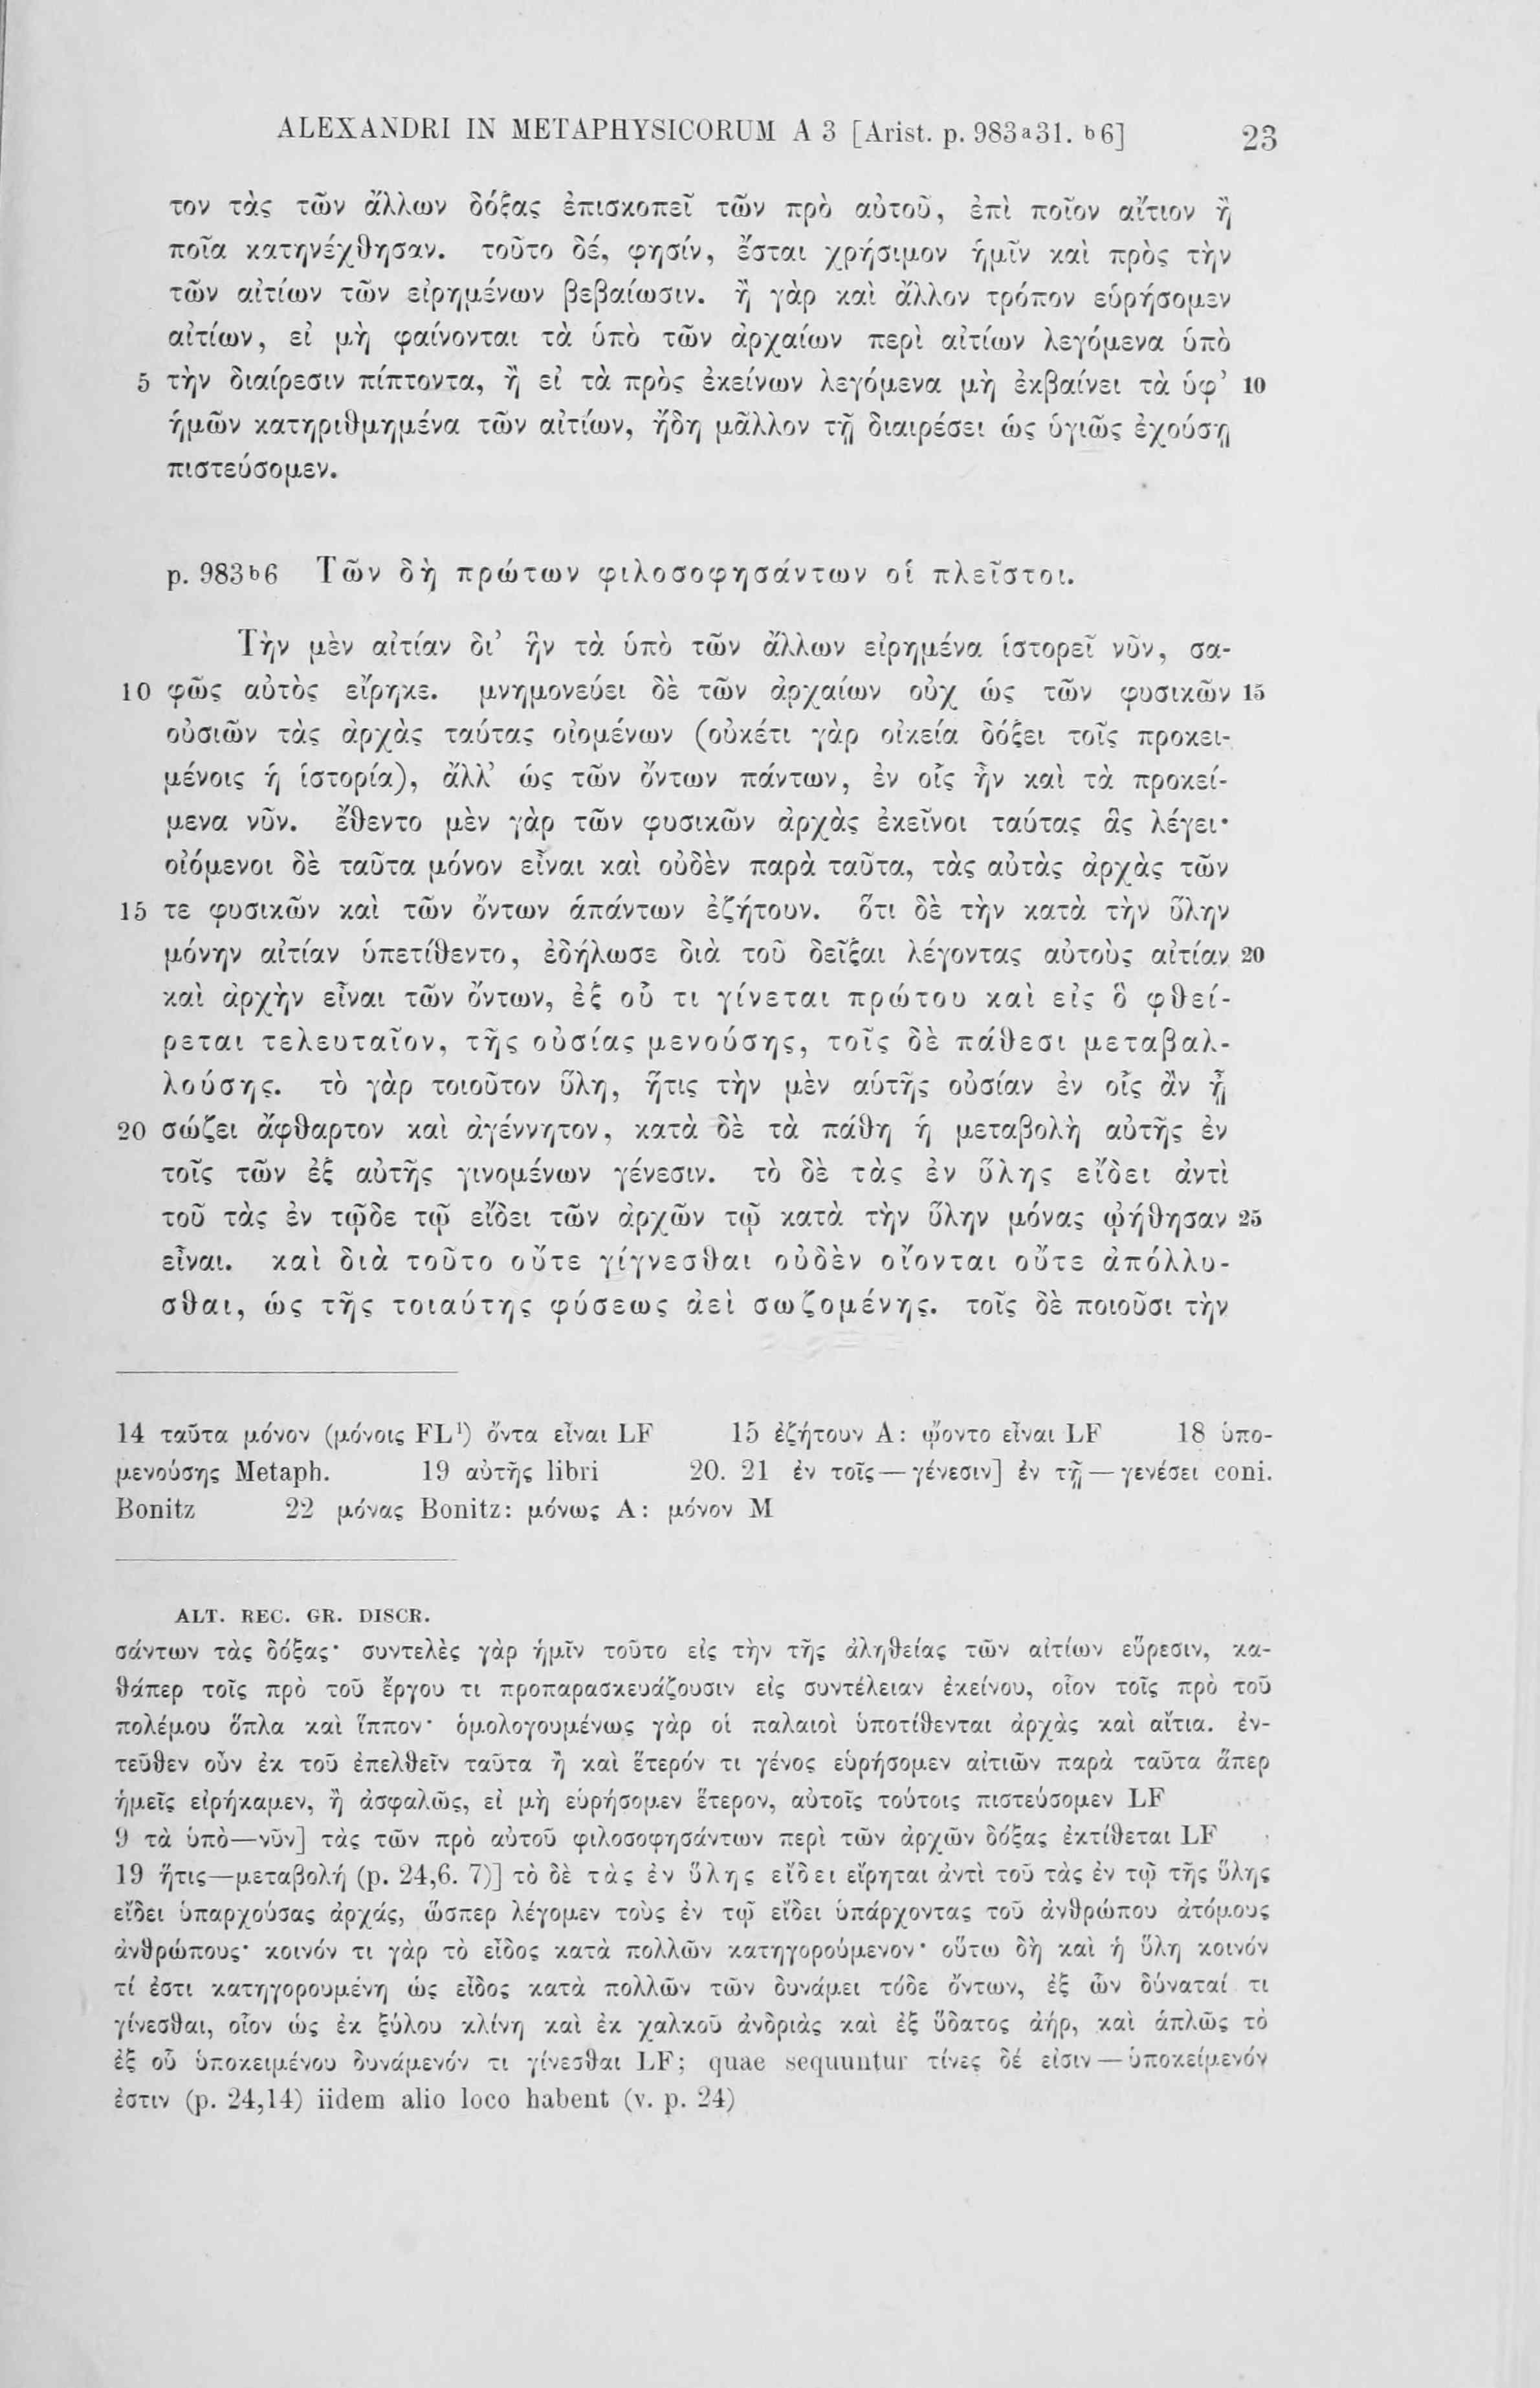 ALEXANDRI IN METAPHYSICORUM A 3 [Arist. p. 983a31. b6] 23
τον τὰς τῶν ἄλλων δόξας ἐπισκοπεῖ τῶν πρὸ αὐτοῦ, ἐπὶ ποῖον αἴτιον ἢ
ποῖα κατηνέχθησαν. τοῦτο δέ, φησίν, ἔσται χρήσιμον ἡμῖν καὶ πρὸς τὴν
τῶν αἰτίων τῶν εἰρημένων βεβαίωσιν. ἢ γὰρ καὶ ἄλλον τρόπον εὑρήσομεν
αἰτίων, εἰ μὴ φαίνονται τὰ ὑπὸ τῶν ἀρχαίων περὶ αἰτίων λεγόμενα ὑπὸ
5 τὴν διαίρεσιν πίπτοντα, ἢ εἰ τὰ πρὸς ἐκείνων λεγόμενα μὴ ἐκβαίνει τὰ ὑφ’ 10
ἡμῶν κατηριθμημένα τῶν αἰτίων, ἤδη μᾶλλον τῇ διαιρέσει ὡς ὑγιῶς ἐχούσῃ
πιστεύσομεν.
p. 983b6 Τῶν δὴ πρώτων φιλοσοφησάντων οἱ πλεῖστοι.
Τὴν μὲν αἰτίαν δι’ ἣν τὰ ὑπὸ τῶν ἄλλων εἰρημένα ἱστορεῖ νῦν, σα-
10 φῶς αὐτὸς εἴρηκε. μνημονεύει δὲ τῶν ἀρχαίων οὐχ ὡς τῶν φυσικῶν 15
οὐσιῶν τὰς ἀρχὰς ταύτας οἰομένων (οὐκέτι γὰρ οἰκεία δόξει τοῖς προκει-
μένοις ἡ ἱστορία), ἀλλ’ ὡς τῶν ὄντων πάντων, ἐν οἷς ἦν καὶ τὰ προκεί-
μενα νῦν. ἔθεντο μὲν γὰρ τῶν φυσικῶν ἀρχὰς ἐκεῖνοι ταύτας ἃς λέγει·
οἰόμενοι δὲ ταῦτα μόνον εἶναι καὶ οὐδὲν παρὰ ταῦτα, τὰς αὐτὰς ἀρχὰς τῶν
15 τε φυσικῶν καὶ τῶν ὄντων ἁπάντων ἐζήτουν. ὅτι δὲ τὴν κατὰ τὴν ὕλην
μόνην αἰτίαν ὑπετίθεντο, ἐδήλωσε διὰ τοῦ δεῖξαι λέγοντας αὐτοὺς αἰτίαν 20
καὶ ἀρχὴν εἶναι τῶν ὄντων, ἐξ οὗ τι γίνεται πρώτου καὶ εἰς ὃ φθεί-
ρεται τελευταῖον, τῆς οὐσίας μενούσης, τοῖς δὲ πάθεσι μεταβαλ-
λούσης. τὸ γὰρ τοιοῦτον ὕλη, ἥτις τὴν μὲν αὑτῆς οὐσίαν ἐν οἷς ἂν ᾖ
20 σώζει ἄφθαρτον καὶ ἀγέννητον, κατὰ δὲ τὰ πάθη ἡ μεταβολὴ αὐτῆς ἐν
τοῖς τῶν ἐξ αὐτῆς γινομένων γένεσιν. τὸ δὲ τὰς ἐν ὕλης εἴδει ἀντὶ
τοῦ τὰς ἐν τῷδε τῷ εἴδει τῶν ἀρχῶν τῷ κατὰ τὴν ὕλην μόνας ᾠήθησαν 25
εἶναι. καὶ διὰ τοῦτο οὔτε γίγνεσθαι οὐδὲν οἴονται οὔτε ἀπόλλυ-
σθαι, ὡς τῆς τοιαύτης φύσεως ἀεὶ σωζομένης. τοῖς δὲ ποιοῦσι τὴν
14 ταῦτα μόνον (μόνοις FL¹) ὄντα εἶναι LF 15 ἐζήτουν A: ᾤοντο εἶναι LF 18 ὑπο-
μενούσης Metaph. 19 αὐτῆς libri 20. 21 ἐν τοῖς—γένεσιν] ἐν τῇ—γενέσει coni.
Bonitz 22 μόνας Bonitz: μόνως A: μόνον M
ALT. REC. GR. DISCR.
σάντων τὰς δόξας· συντελὲς γὰρ ἡμῖν τοῦτο εἰς τὴν τῆς ἀληθείας τῶν αἰτίων εὕρεσιν, κα-
θάπερ τοῖς πρὸ τοῦ ἔργου τι προπαρασκευάζουσιν εἰς συντέλειαν ἐκείνου, οἷον τοῖς πρὸ τοῦ
πολέμου ὅπλα καὶ ἵππον· ὁμολογουμένως γὰρ οἱ παλαιοὶ ὑποτίθενται ἀρχὰς καὶ αἴτια. ἐν-
τεῦθεν οὖν ἐκ τοῦ ἐπελθεῖν ταῦτα ἢ καὶ ἕτερόν τι γένος εὑρήσομεν αἰτιῶν παρὰ ταῦτα ἅπερ
ἡμεῖς εἰρήκαμεν, ἢ ἀσφαλῶς, εἰ μὴ εὑρήσομεν ἕτερον, αὐτοῖς τούτοις πιστεύσομεν LF
9 τὰ ὑπὸ—νῦν] τὰς τῶν πρὸ αὐτοῦ φιλοσοφησάντων περὶ τῶν ἀρχῶν δόξας ἐκτίθεται LF
19 ἥτις—μεταβολή (p. 24,6. 7)] τὸ δὲ τὰς ἐν ὕλης εἴδει εἴρηται ἀντὶ τοῦ τὰς ἐν τῷ τῆς ὕλης
εἴδει ὑπαρχούσας ἀρχάς, ὥσπερ λέγομεν τοὺς ἐν τῷ εἴδει ὑπάρχοντας τοῦ ἀνθρώπου ἀτόμους
ἀνθρώπους· κοινόν τι γὰρ τὸ εἶδος κατὰ πολλῶν κατηγορούμενον· οὕτω δὴ καὶ ἡ ὕλη κοινόν
τί ἐστι κατηγορουμένη ὡς εἶδος κατὰ πολλῶν τῶν δυνάμει τόδε ὄντων, ἐξ ὧν δύναταί τι
γίνεσθαι, οἷον ὡς ἐκ ξύλου κλίνη καὶ ἐκ χαλκοῦ ἀνδριὰς καὶ ἐξ ὕδατος ἀήρ, καὶ ἁπλῶς τὸ
ἐξ οὗ ὑποκειμένου δυνάμενόν τι γίνεσθαι LF; quae sequuntur τίνες δέ εἰσιν—ὑποκείμενόν
ἐστιν (p. 24,14) iidem alio loco habent (v. p. 24)